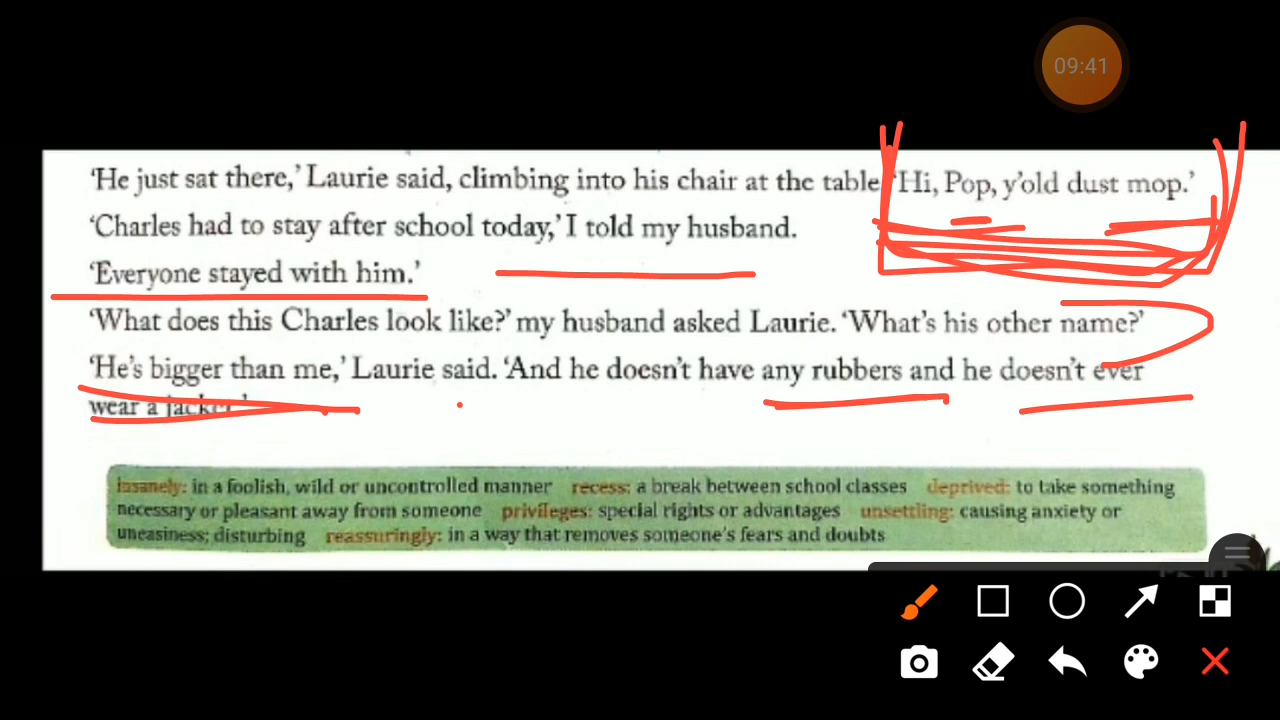 09:41
‘He just sat there,’ Laurie said, climbing into his chair at the table. ‘Hi, Pop, y’old dust mop.’
‘Charles had to stay after school today,’ I told my husband.
‘Everyone stayed with him.’
‘What does this Charles look like?’ my husband asked Laurie. ‘What’s his other name?’
‘He’s bigger than me,’ Laurie said. ‘And he doesn’t have any rubbers and he doesn’t ever
wear a jacket.’
insanely: in a foolish, wild or uncontrolled manner recess: a break between school classes deprived: to take something
necessary or pleasant away from someone privileges: special rights or advantages unsettling: causing anxiety or
uneasiness; disturbing reassuringly: in a way that removes someone’s fears and doubts